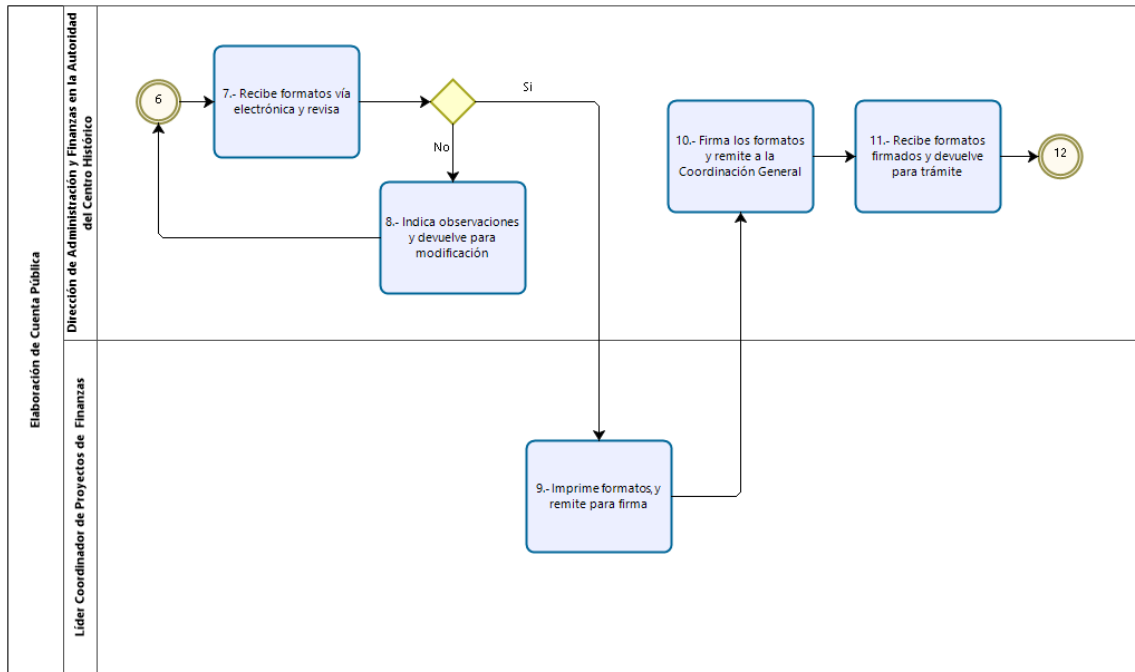 Elaboración de Cuenta Pública
Dirección de Administración y Finanzas en la Autoridad
del Centro Histórico
6
7.- Recibe formatos vía
electrónica y revisa
Si
No
8.- Indica observaciones
y devuelve para
modificación
10.- Firma los formatos
y remite a la
Coordinación General
11.- Recibe formatos
firmados y devuelve
para trámite
12
Líder Coordinador de Proyectos de Finanzas
9.- Imprime formatos, y
remite para firma